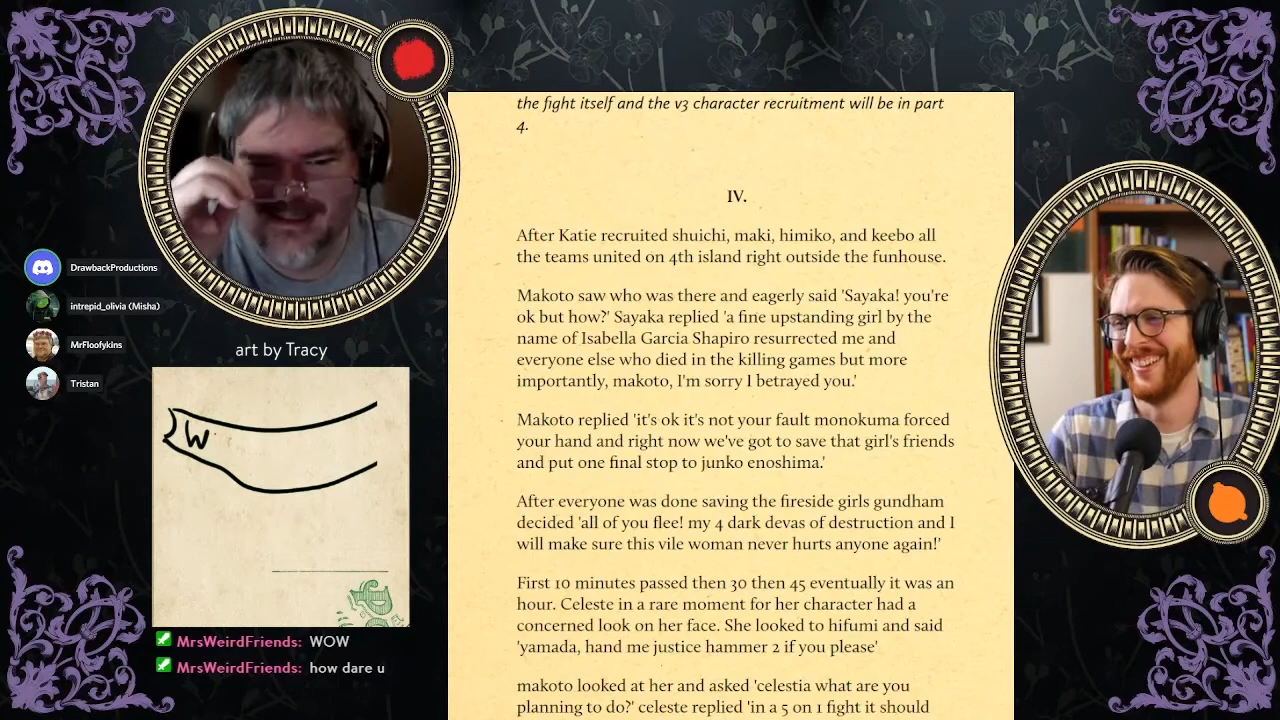 the fight itself and the v3 character recruitment will be in part
4.
IV.
After Katie recruited shuichi, maki, himiko, and keebo all
the teams united on 4th island right outside the funhouse.
Makoto saw who was there and eagerly said 'Sayaka! you're
ok but how?' Sayaka replied 'a fine upstanding girl by the
name of Isabella Garcia Shapiro resurrected me and
everyone else who died in the killing games but more
importantly, makoto, I'm sorry I betrayed you.'
Makoto replied 'it's ok it's not your fault monokuma forced
your hand and right now we've got to save that girl's friends
and put one final stop to junko enoshima.'
After everyone was done saving the fireside girls gundham
decided 'all of you flee! my 4 dark devas of destruction and I
will make sure this vile woman never hurts anyone again!'
First 10 minutes passed then 30 then 45 eventually it was an
hour. Celeste in a rare moment for her character had a
concerned look on her face. She looked to hifumi and said
'yamada, hand me justice hammer 2 if you please'
makoto looked at her and asked 'celestia what are you
planning to do?' celeste replied 'in a 5 on 1 fight it should
DrawbackProductions
intrepid_olivia (Misha)
MrFloofykins
Tristan
art by Tracy
W
MrsWeirdFriends: WOW
MrsWeirdFriends: how dare u